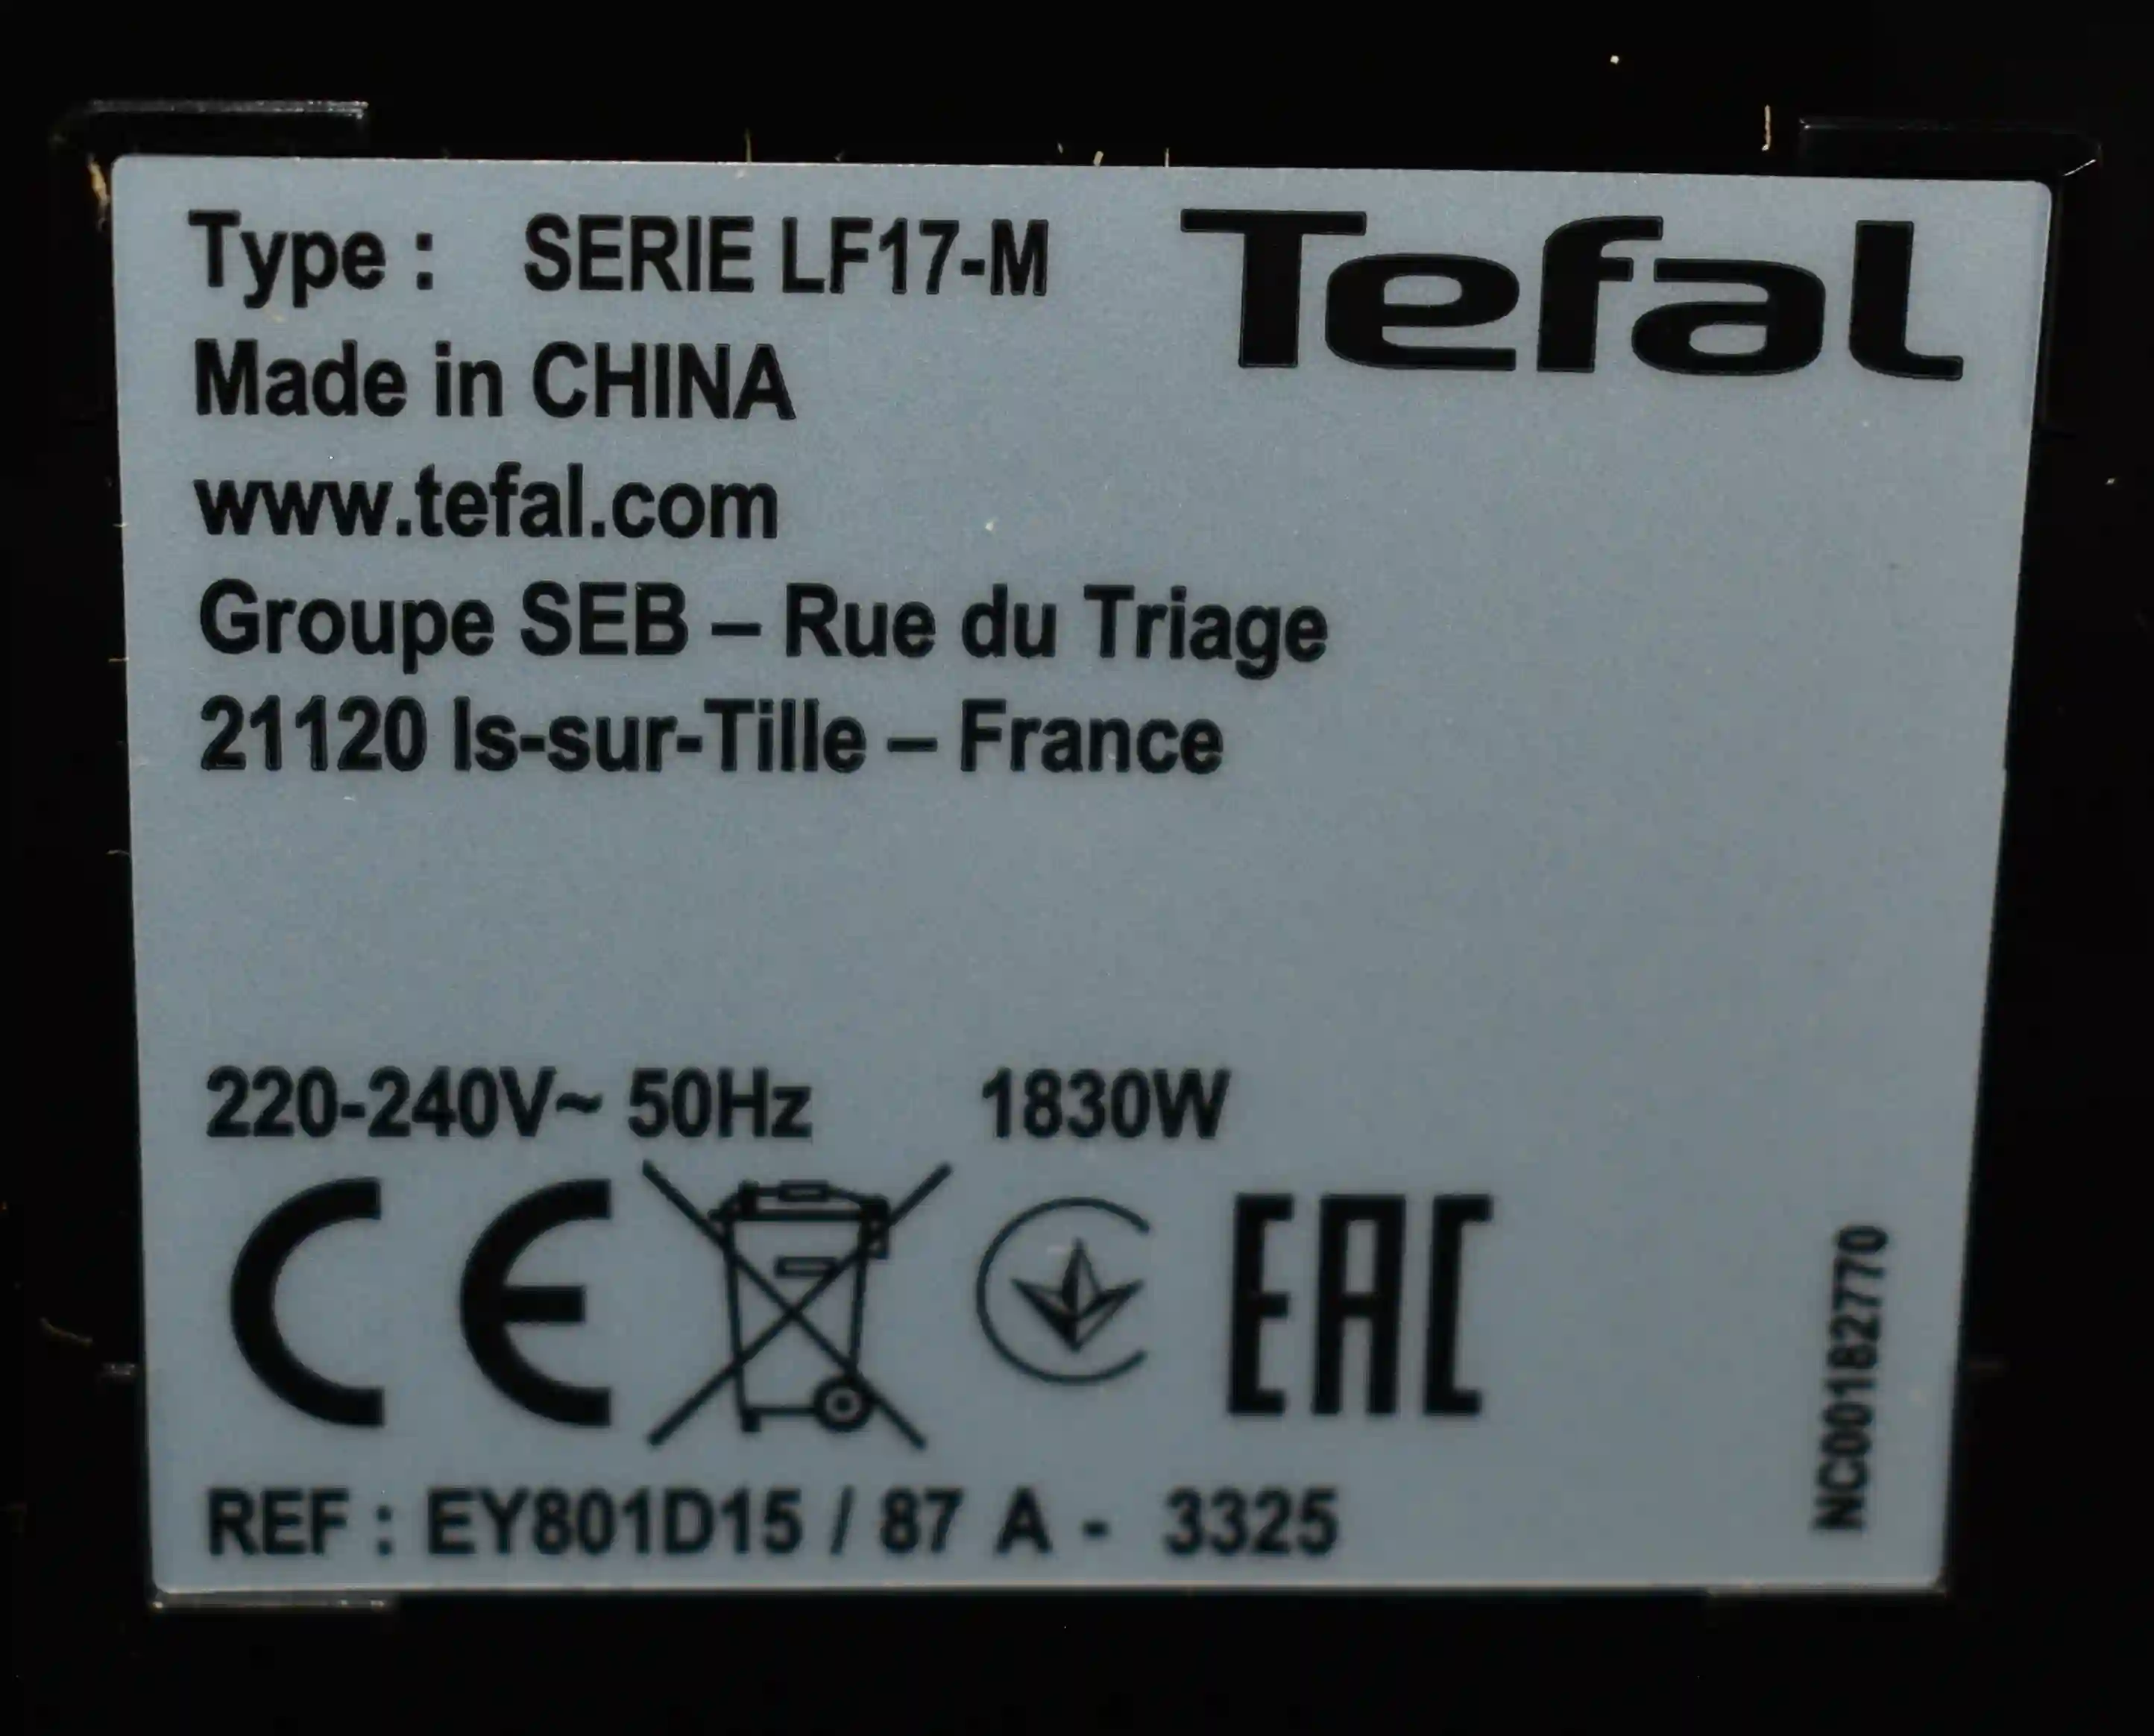 Type : SERIE LF17-M
Tefal
Made in CHINA
www.tefal.com
Groupe SEB – Rue du Triage
21120 Is-sur-Tille – France
220-240V~ 50Hz 1830W
CE
EAC
REF : EY801D15 / 87 A - 3325
NC00182770